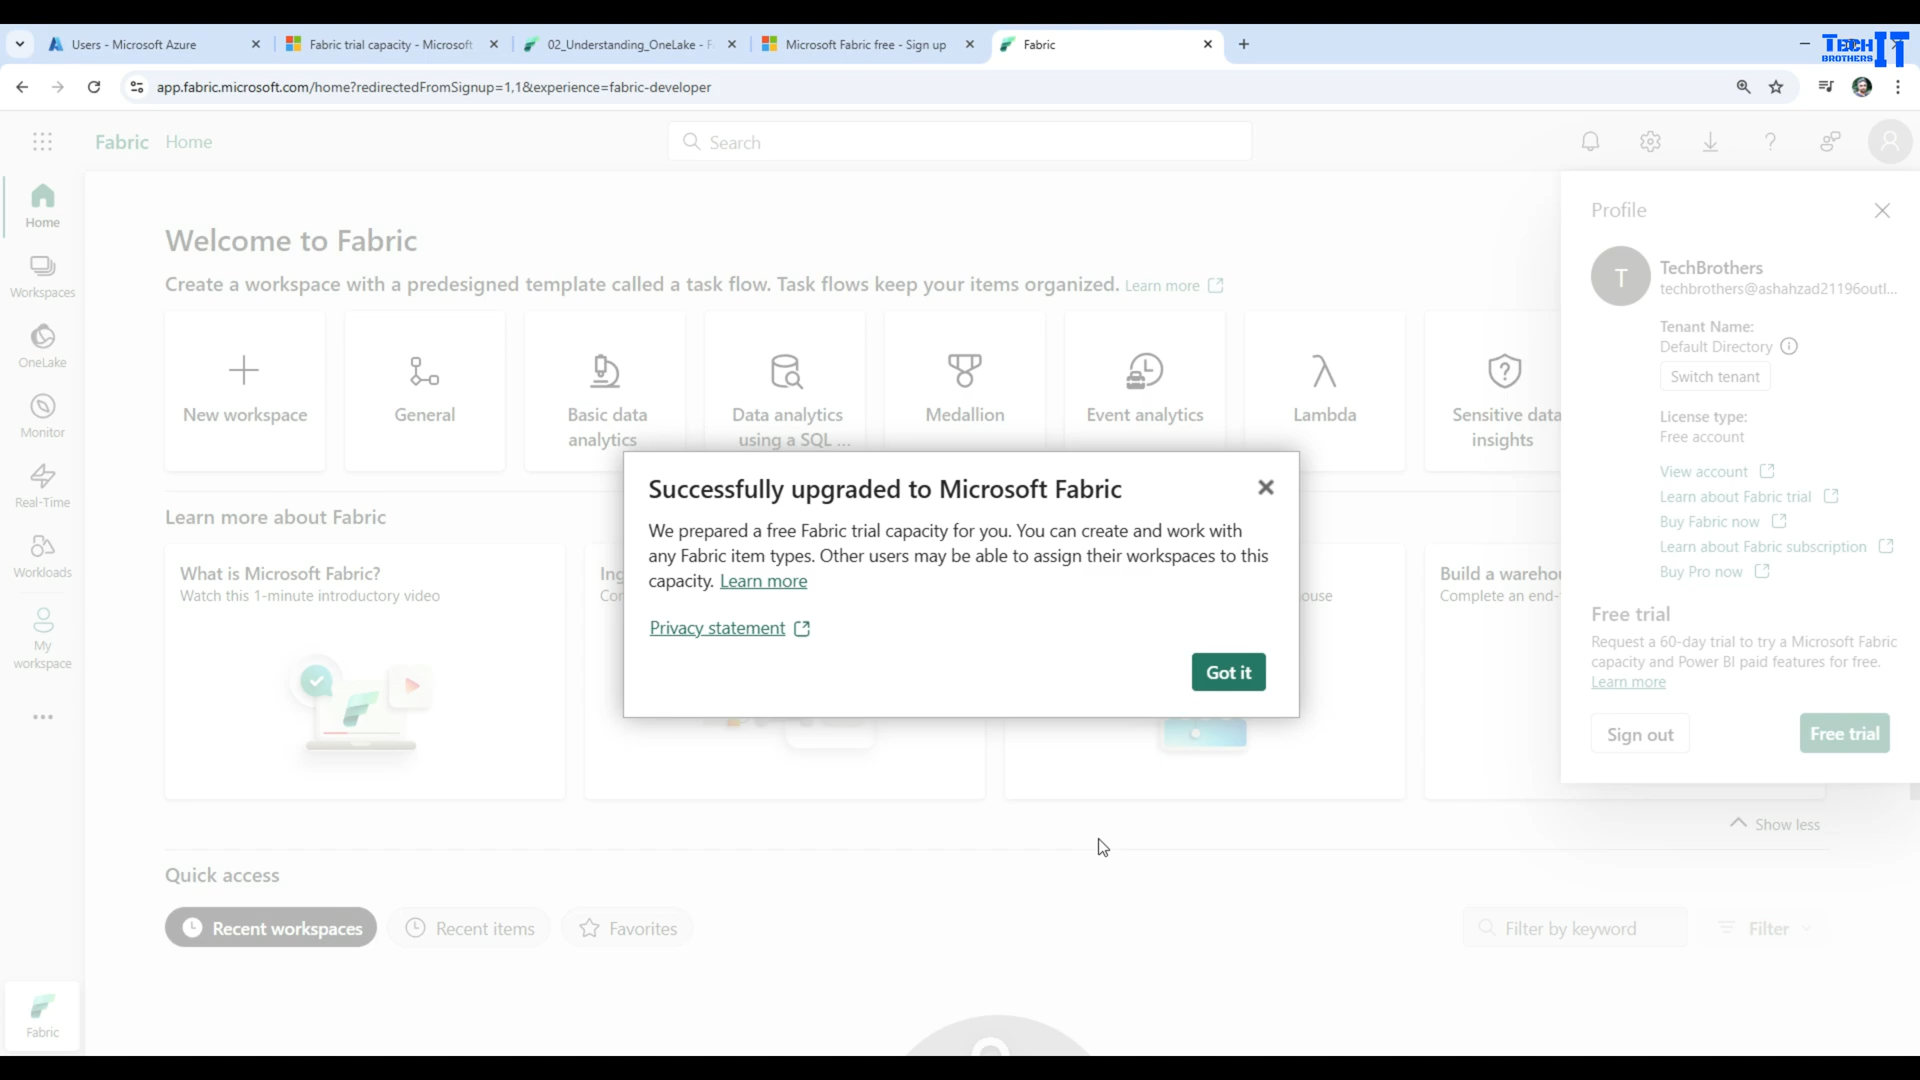 Users - Microsoft Azure
Fabric trial capacity - Microsoft
02_Understanding_OneLake - F
Microsoft Fabric free - Sign up
Fabric
TECH IT
BROTHERS
app.fabric.microsoft.com/home?redirectedFromSignup=1,1&experience=fabric-developer
Fabric Home
Search
Home
Workspaces
OneLake
Monitor
Real-Time
Workloads
My
workspace
Fabric
Welcome to Fabric
Create a workspace with a predesigned template called a task flow. Task flows keep your items organized. Learn more
New workspace
General
Basic data
analytics
Data analytics
using a SQL ...
Medallion
Event analytics
Lambda
Sensitive data
insights
Learn more about Fabric
What is Microsoft Fabric?
Watch this 1-minute introductory video
Ing
Cor
ouse
Build a wareho
Complete an end-
Successfully upgraded to Microsoft Fabric
We prepared a free Fabric trial capacity for you. You can create and work with
any Fabric item types. Other users may be able to assign their workspaces to this
capacity. Learn more
Privacy statement
Got it
Profile
T
TechBrothers
techbrothers@ashahzad21196outl...
Tenant Name:
Default Directory
Switch tenant
License type:
Free account
View account
Learn about Fabric trial
Buy Fabric now
Learn about Fabric subscription
Buy Pro now
Free trial
Request a 60-day trial to try a Microsoft Fabric
capacity and Power BI paid features for free.
Learn more
Sign out
Free trial
Show less
Quick access
Recent workspaces
Recent items
Favorites
Filter by keyword
Filter